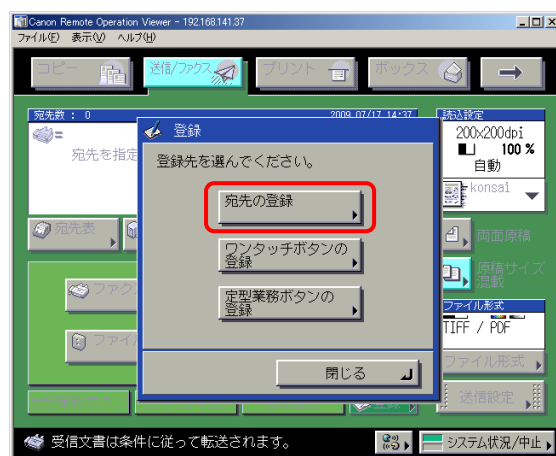 Canon Remote Operation Viewer - 192.168.141.37
ファイル(F) 表示(V) ヘルプ(H)
コピー
送信/ファクス
プリント
ボックス
宛先数 : 0
2009 07/17 14:37
読込設定
宛先を指定
200x200dpi
100 %
自動
konsai
宛先表
両面原稿
原稿サイズ
混載
ファイル形式
TIFF / PDF
ファイル形式
送信設定
登録
登録先を選んでください。
宛先の登録
ワンタッチボタンの
登録
定型業務ボタンの
登録
閉じる
受信文書は条件に従って転送されます。
システム状況/中止